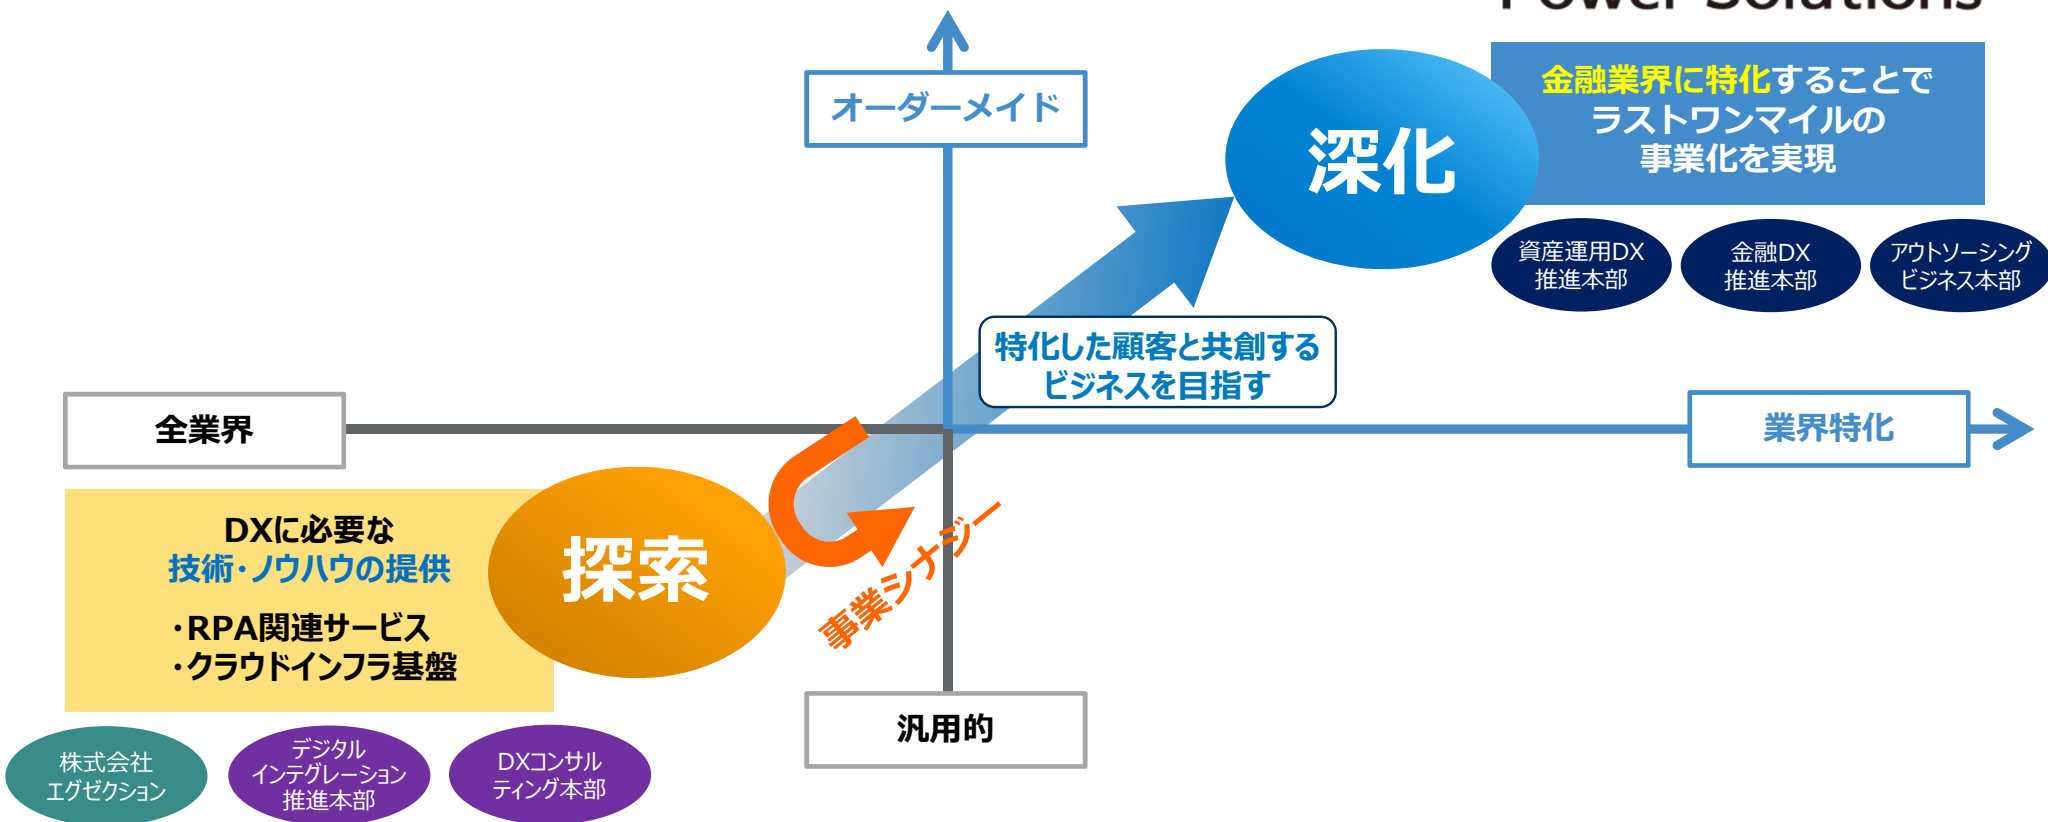 Power Solutions
オーダーメイド
深化
金融業界に特化することで
ラストワンマイルの
事業化を実現
資産運用DX
推進本部
金融DX
推進本部
アウトソーシング
ビジネス本部
特化した顧客と共創する
ビジネスを目指す
全業界
業界特化
DXに必要な
技術・ノウハウの提供
・RPA関連サービス
・クラウドインフラ基盤
探索
事業シナジー
汎用的
株式会社
エグゼクション
デジタル
インテグレーション
推進本部
DXコンサル
ティング本部